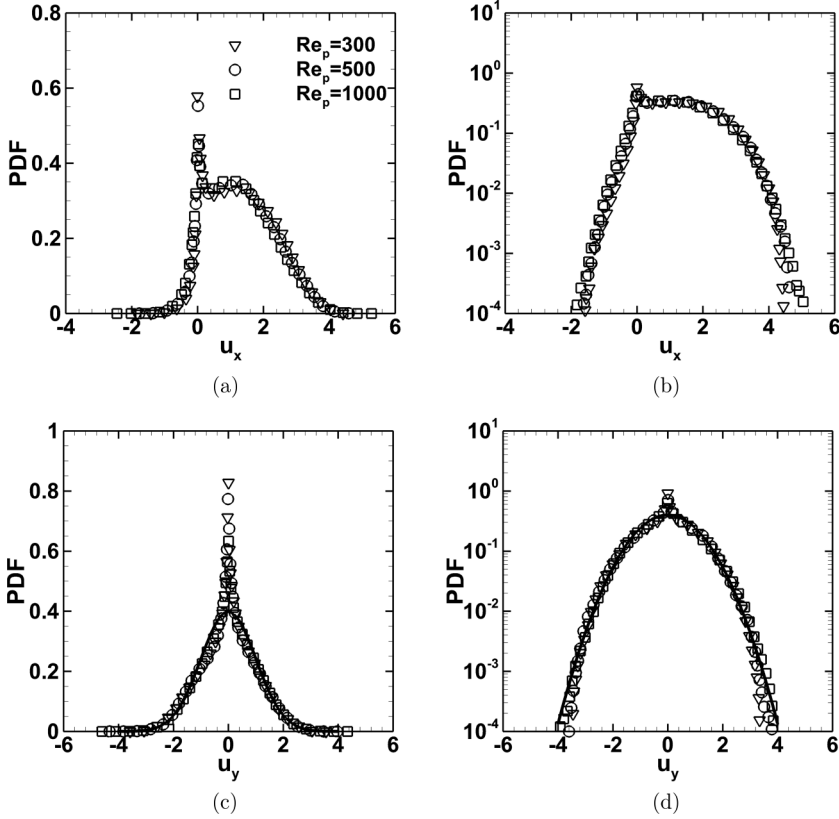 0.8
0.6
0.4
0.2
0
PDF
-4 -2 0 2 4 6
u_x
Re_p=300
Re_p=500
Re_p=1000
(a)
10^1
10^0
10^-1
10^-2
10^-3
10^-4
PDF
-4 -2 0 2 4 6
u_x
(b)
1
0.8
0.6
0.4
0.2
0
PDF
-6 -4 -2 0 2 4 6
u_y
(c)
10^1
10^0
10^-1
10^-2
10^-3
10^-4
PDF
-6 -4 -2 0 2 4 6
u_y
(d)